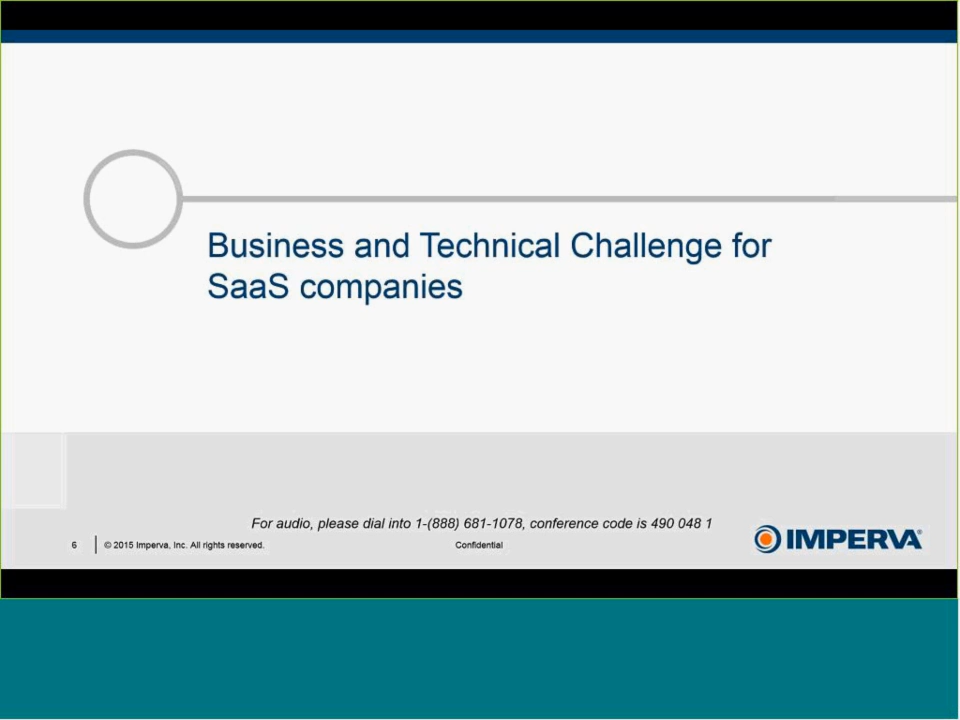 Business and Technical Challenge for
SaaS companies
For audio, please dial into 1-(888) 681-1078, conference code is 490 048 1
6 © 2015 Imperva, Inc. All rights reserved. Confidential
IMPERVA